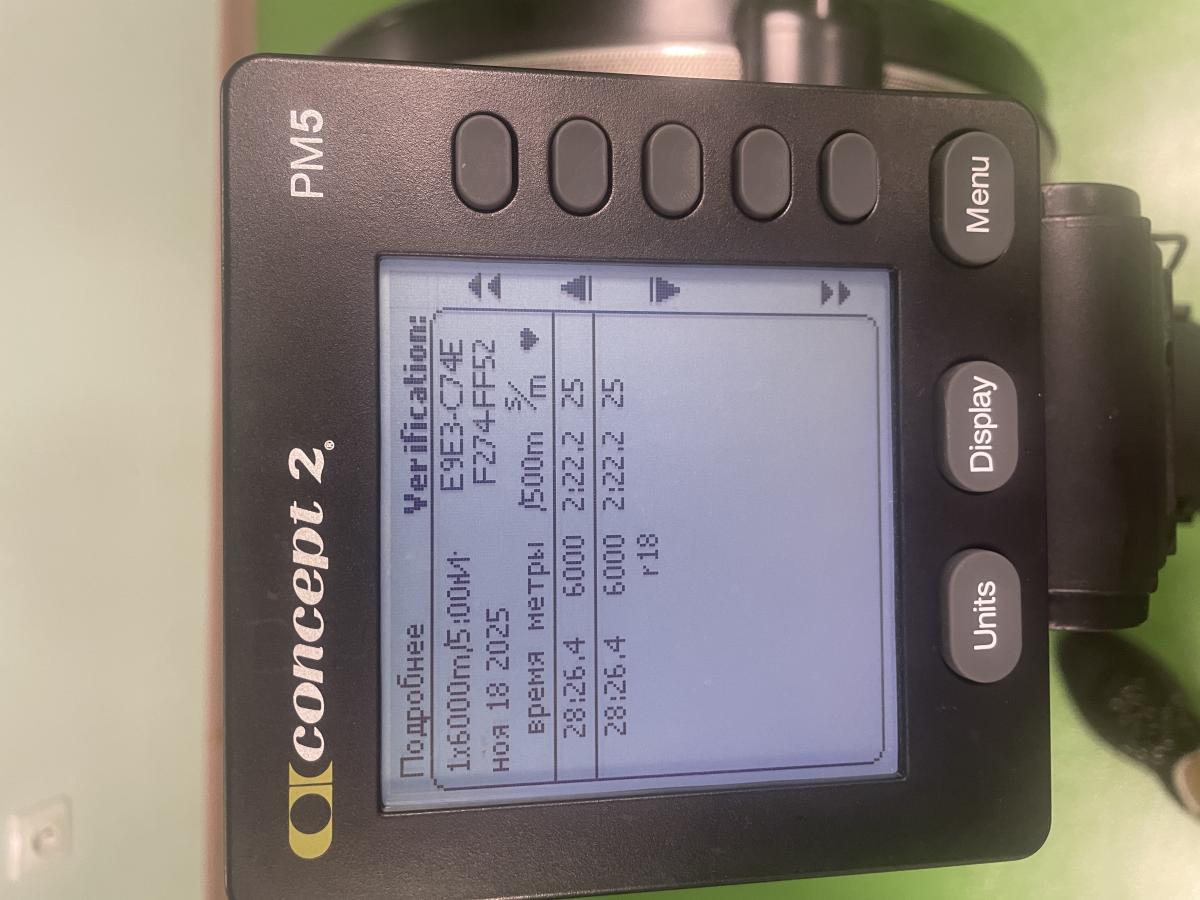 concept 2® PM5
Подробнее Verification:
1x6000m/5:00нИ· E9E3-C74E
ноя 18 2025 F274-FF52
время метры /500m s/m ♥
28:26.4 6000 2:22.2 25
28:26.4 6000 2:22.2 25
r18
Units Display Menu